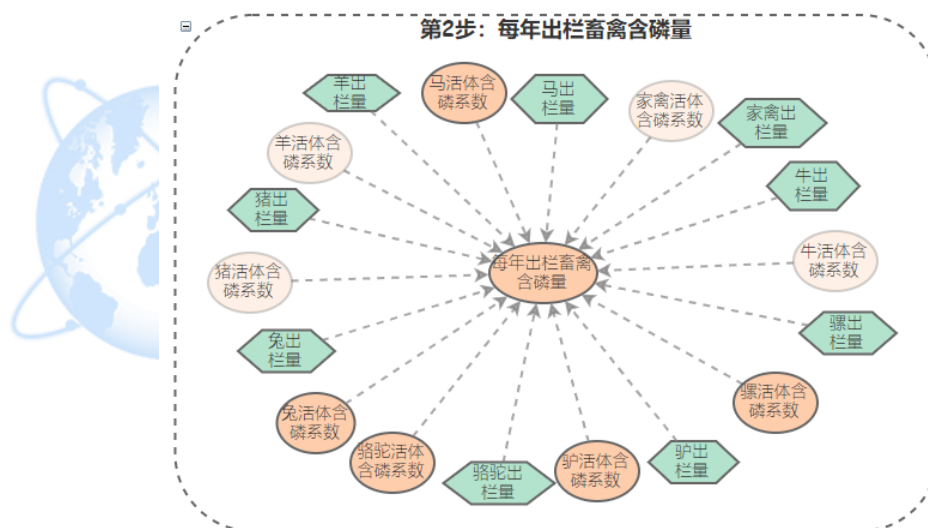 第2步：每年出栏畜禽含磷量
羊出
栏量
马活体含
磷系数
马出
栏量
家禽活体
含磷系数
家禽出
栏量
羊活体含
磷系数
牛出
栏量
猪出
栏量
每年出栏畜禽
含磷量
牛活体含
磷系数
猪活体含
磷系数
兔出
栏量
骡出
栏量
兔活体含
磷系数
骡活体含
磷系数
骆驼活体
含磷系数
骆驼出
栏量
驴活体含
磷系数
驴出
栏量